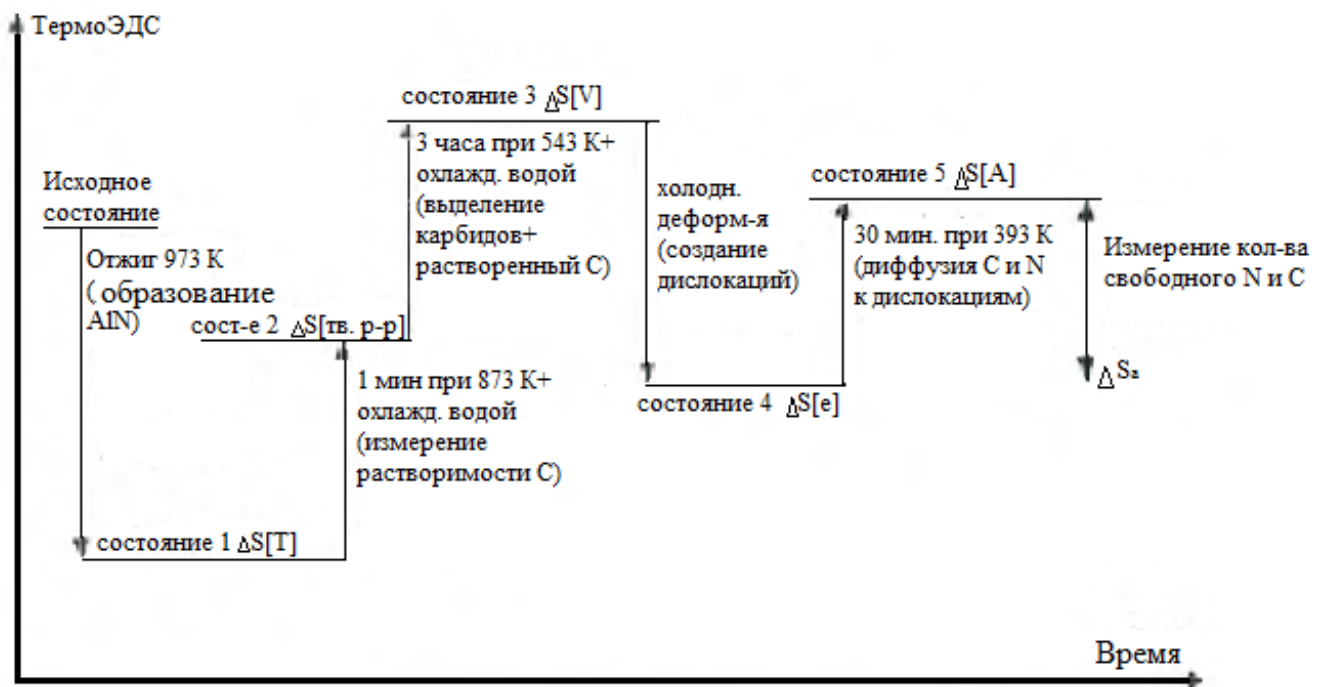 ТермоЭДС
Исходное
состояние
Отжиг 973 К
( образование
AlN)
состояние 1 ΔS[T]
сост-е 2 ΔS[тв. р-р]
1 мин при 873 К+
охлажд. водой
(измерение
растворимости С)
состояние 3 ΔS[V]
3 часа при 543 К+
охлажд. водой
(выделение
карбидов+
растворенный С)
холодн.
деформ-я
(создание
дислокаций)
состояние 4 ΔS[e]
состояние 5 ΔS[A]
30 мин. при 393 К
(диффузия С и N
к дислокациям)
Измерение кол-ва
свободного N и С
ΔSа
Время